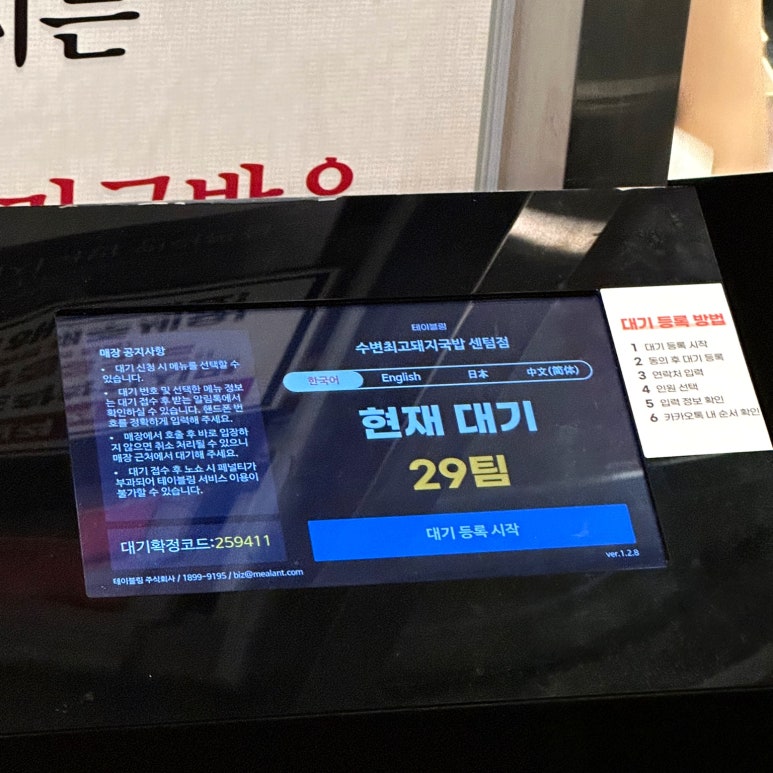 는
테이블링
수변최고돼지국밥 센텀점
한국어 English 日本 中文(简体)
현재 대기
29팀
대기 등록 시작
ver.1.2.8
매장 공지사항
• 대기 신청 시 메뉴를 선택할 수
있습니다.
• 대기 번호 및 선택한 메뉴 정보
는 대기 접수 후 받는 알림톡에서
확인하실 수 있습니다. 핸드폰 번
호를 정확하게 입력해 주세요.
• 매장에서 호출 후 바로 입장하
지 않으면 취소 처리될 수 있으니
매장 근처에서 대기해 주세요.
• 대기 접수 후 노쇼 시 페널티가
부과되어 테이블링 서비스 이용이
불가할 수 있습니다.
대기확정코드:259411
테이블링 주식회사 / 1899-9195 / biz@mealant.com
대기 등록 방법
1 대기 등록 시작
2 동의 후 대기 등록
3 연락처 입력
4 인원 선택
5 입력 정보 확인
6 카카오톡 내 순서 확인